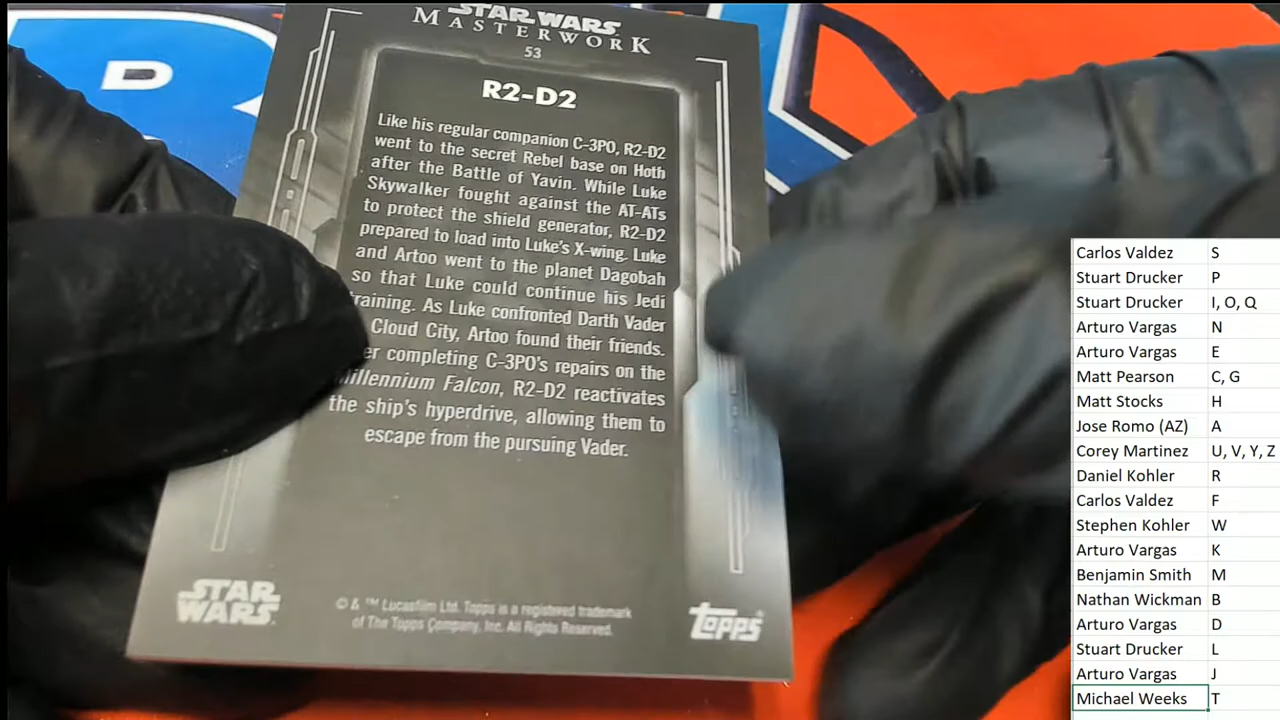 STAR WARS
MASTERWORK
53
R2-D2
Like his regular companion C-3PO, R2-D2
went to the secret Rebel base on Hoth
after the Battle of Yavin. While Luke
Skywalker fought against the AT-ATs
to protect the shield generator, R2-D2
prepared to load into Luke's X-wing. Luke
and Artoo went to the planet Dagobah
so that Luke could continue his Jedi
training. As Luke confronted Darth Vader
Cloud City, Artoo found their friends.
completing C-3PO's repairs on the
Millennium Falcon, R2-D2 reactivates
the ship's hyperdrive, allowing them to
escape from the pursuing Vader.
STAR
WARS
© & ™ Lucasfilm Ltd. Topps is a registered trademark
of The Topps Company, Inc. All Rights Reserved.
Topps
Carlos Valdez S
Stuart Drucker P
Stuart Drucker I, O, Q
Arturo Vargas N
Arturo Vargas E
Matt Pearson C, G
Matt Stocks H
Jose Romo (AZ) A
Corey Martinez U, V, Y, Z
Daniel Kohler R
Carlos Valdez F
Stephen Kohler W
Arturo Vargas K
Benjamin Smith M
Nathan Wickman B
Arturo Vargas D
Stuart Drucker L
Arturo Vargas J
Michael Weeks T